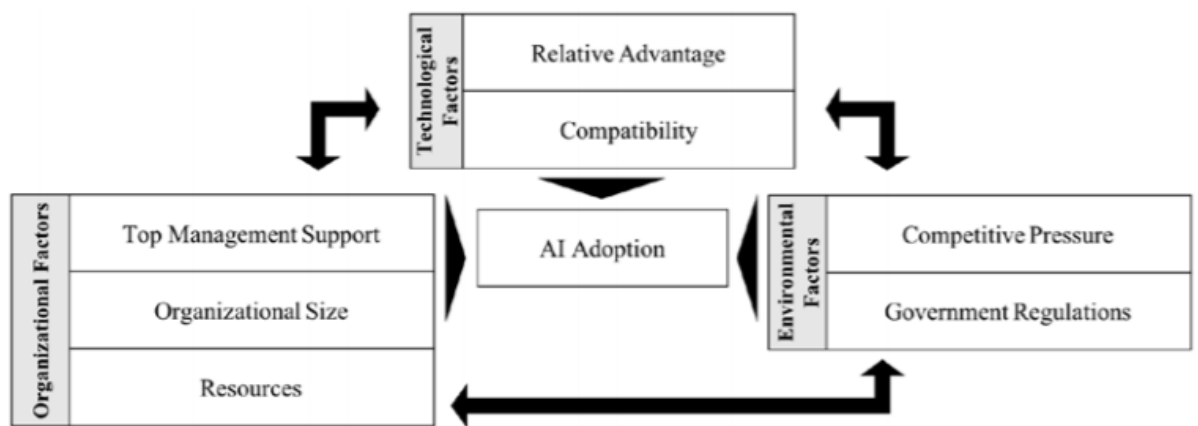 Technological
Factors
Relative Advantage
Compatibility
Organizational Factors
Top Management Support
Organizational Size
Resources
AI Adoption
Environmental
Factors
Competitive Pressure
Government Regulations